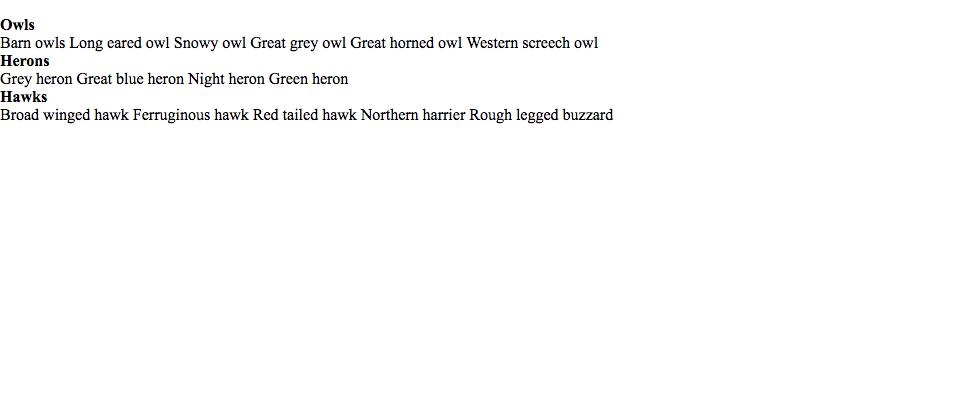 Owls
Barn owls Long eared owl Snowy owl Great grey owl Great horned owl Western screech owl
Herons
Grey heron Great blue heron Night heron Green heron
Hawks
Broad winged hawk Ferruginous hawk Red tailed hawk Northern harrier Rough legged buzzard